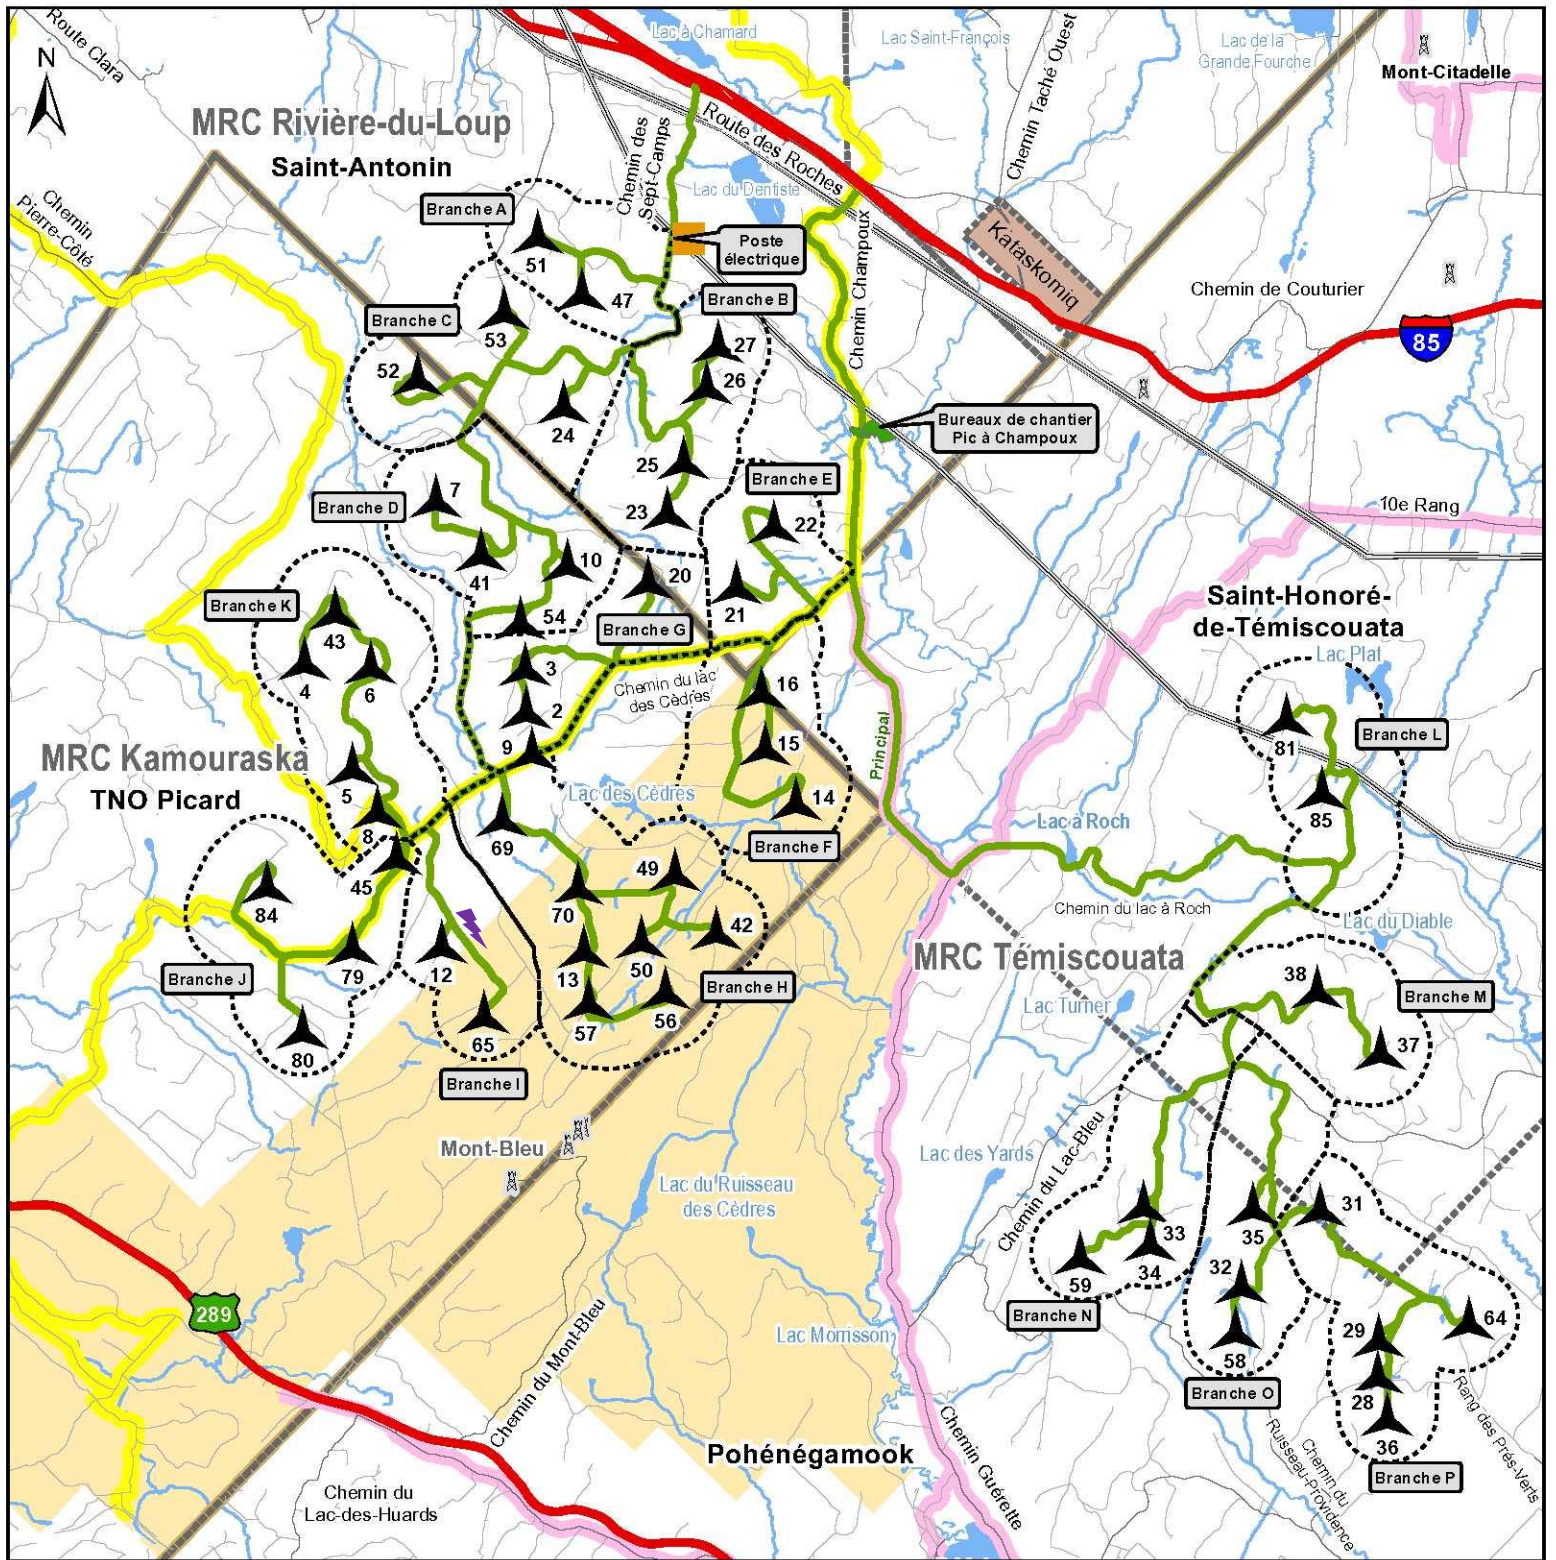 Route Clara
N
MRC Rivière-du-Loup
Saint-Antonin
Lac à Chamard
Lac Saint-François
Chemin Taché Ouest
Lac de la
Grande Fourche
Mont-Citadelle
Chemin des
Sept-Camps
Route des Roches
Lac du Dentiste
Chemin
Pierre-Côté
Branche A
51
47
Poste
électrique
Branche B
Chemin Champoux
Kataskomiq
Chemin de Couturier
85
Branche C
53
52
24
27
26
25
23
Bureaux de chantier
Pic à Champoux
Branche E
22
21
10e Rang
Branche D
7
41
10
54
20
Branche G
Branche K
43
4
6
5
8
3
2
9
Chemin du lac
des Cèdres
16
15
14
Branche F
Principal
Saint-Honoré-
de-Témiscouata
Lac Plat
81
85
Branche L
MRC Kamouraska
TNO Picard
Lac des Cèdres
69
70
49
42
50
13
57
56
Branche H
Lac à Roch
Chemin du lac à Roch
Lac du Diable
45
84
79
80
Branche J
12
65
Branche I
MRC Témiscouata
Lac Turner
38
37
Branche M
Mont-Bleu
Lac du Ruisseau
des Cèdres
Lac des Yards
Chemin du Lac-Bleu
33
34
59
Branche N
35
32
58
Branche O
31
29
28
36
64
Branche P
289
Chemin du Mont-Bleu
Lac Morrisson
Pohénégamook
Chemin Guérette
Chemin du
Lac-des-Huards
Chemin du
Ruisseau-Providence
Rang des Prés-Verts